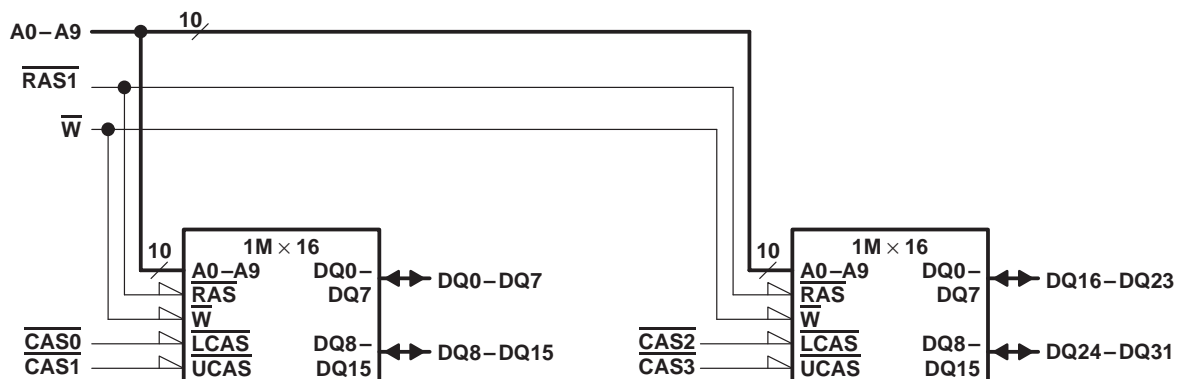 10
A0–A9
RAS1
W
10
1M × 16
A0–A9
RAS
W
LCAS
UCAS
DQ0–
DQ7
DQ8–
DQ15
DQ0–DQ7
DQ8–DQ15
CAS0
CAS1
10
1M × 16
A0–A9
RAS
W
LCAS
UCAS
DQ0–
DQ7
DQ8–
DQ15
DQ16–DQ23
DQ24–DQ31
CAS2
CAS3